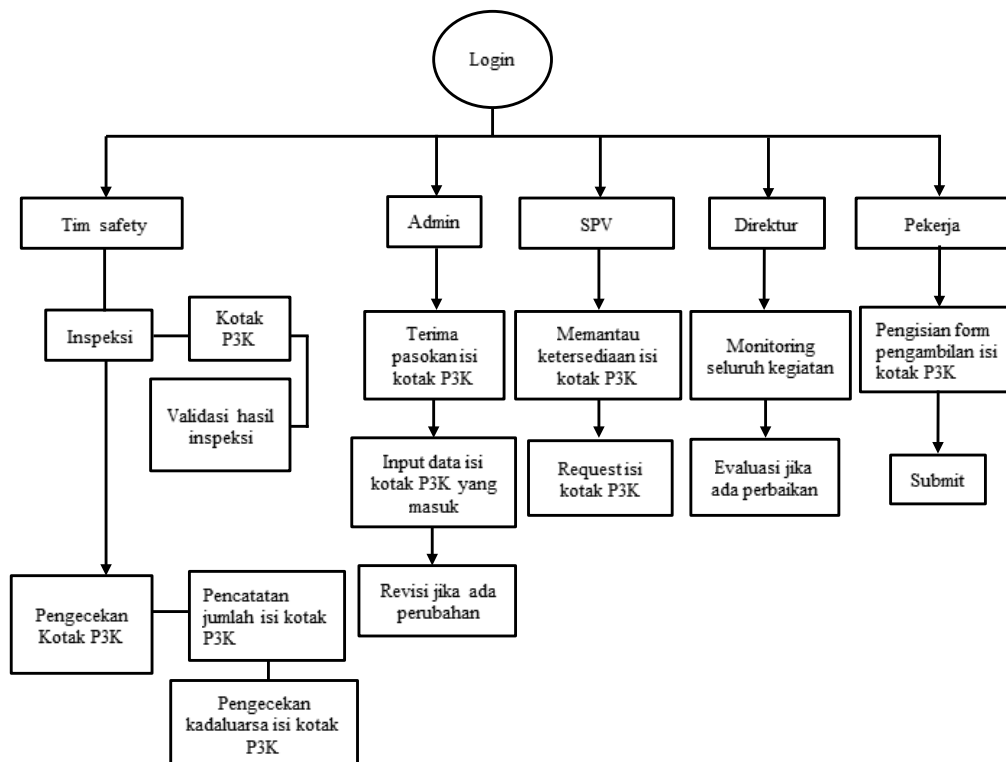 Login
Tim safety
Admin
SPV
Direktur
Pekerja
Inspeksi
Kotak
P3K
Validasi hasil
inspeksi
Terima
pasokan isi
kotak P3K
Memantau
ketersediaan isi
kotak P3K
Monitoring
seluruh kegiatan
Pengisian form
pengambilan isi
kotak P3K
Input data isi
kotak P3K yang
masuk
Request isi
kotak P3K
Evaluasi jika
ada perbaikan
Submit
Revisi jika ada
perubahan
Pengecekan
Kotak P3K
Pencatatan
jumlah isi kotak
P3K
Pengecekan
kadaluarsa isi kotak
P3K